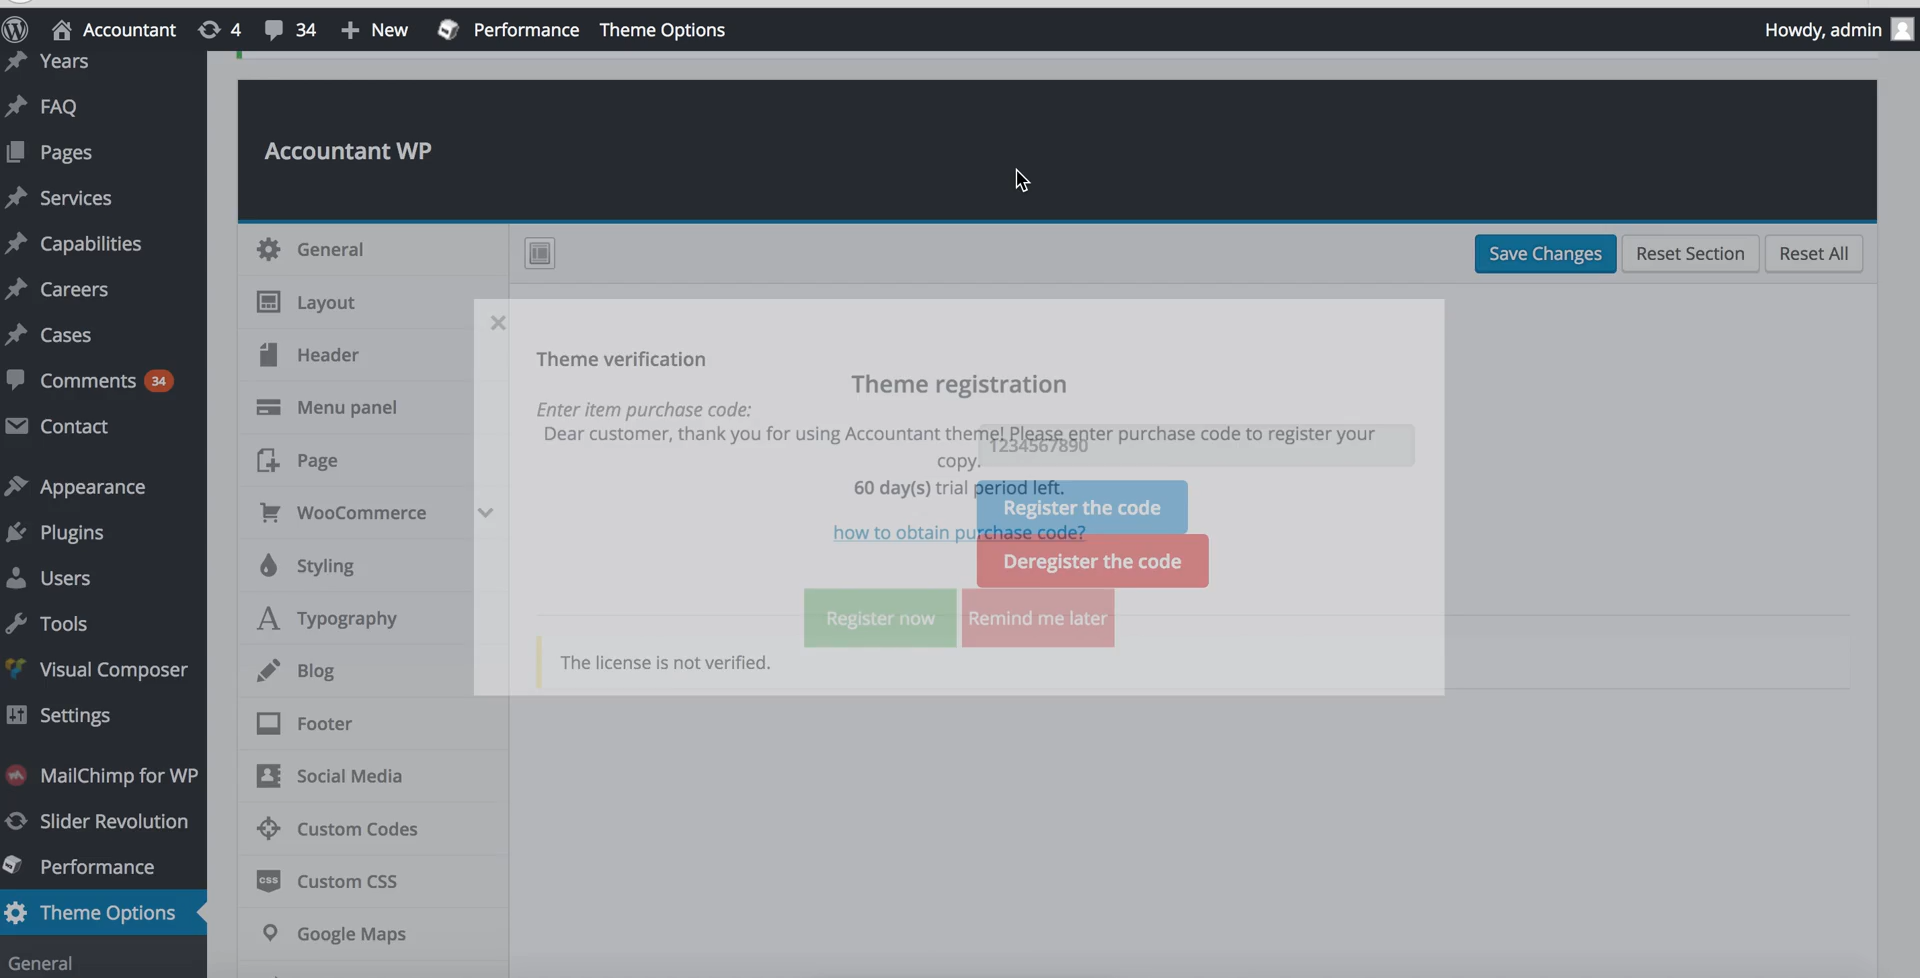 Accountant 4 34 New Performance Theme Options Howdy, admin
Years
FAQ
Pages
Services
Capabilities
Careers
Cases
Comments 34
Contact
Appearance
Plugins
Users
Tools
Visual Composer
Settings
MailChimp for WP
Slider Revolution
Performance
Theme Options
General
Accountant WP
General
Layout
Header
Menu panel
Page
WooCommerce
Styling
Typography
Blog
Footer
Social Media
Custom Codes
CSS Custom CSS
Google Maps
Save Changes Reset Section Reset All
Theme verification
Theme registration
Enter item purchase code:
Dear customer, thank you for using Accountant theme! Please enter purchase code to register your
copy.
1234567890
60 day(s) trial period left.
Register the code
how to obtain purchase code?
Deregister the code
Register now Remind me later
The license is not verified.